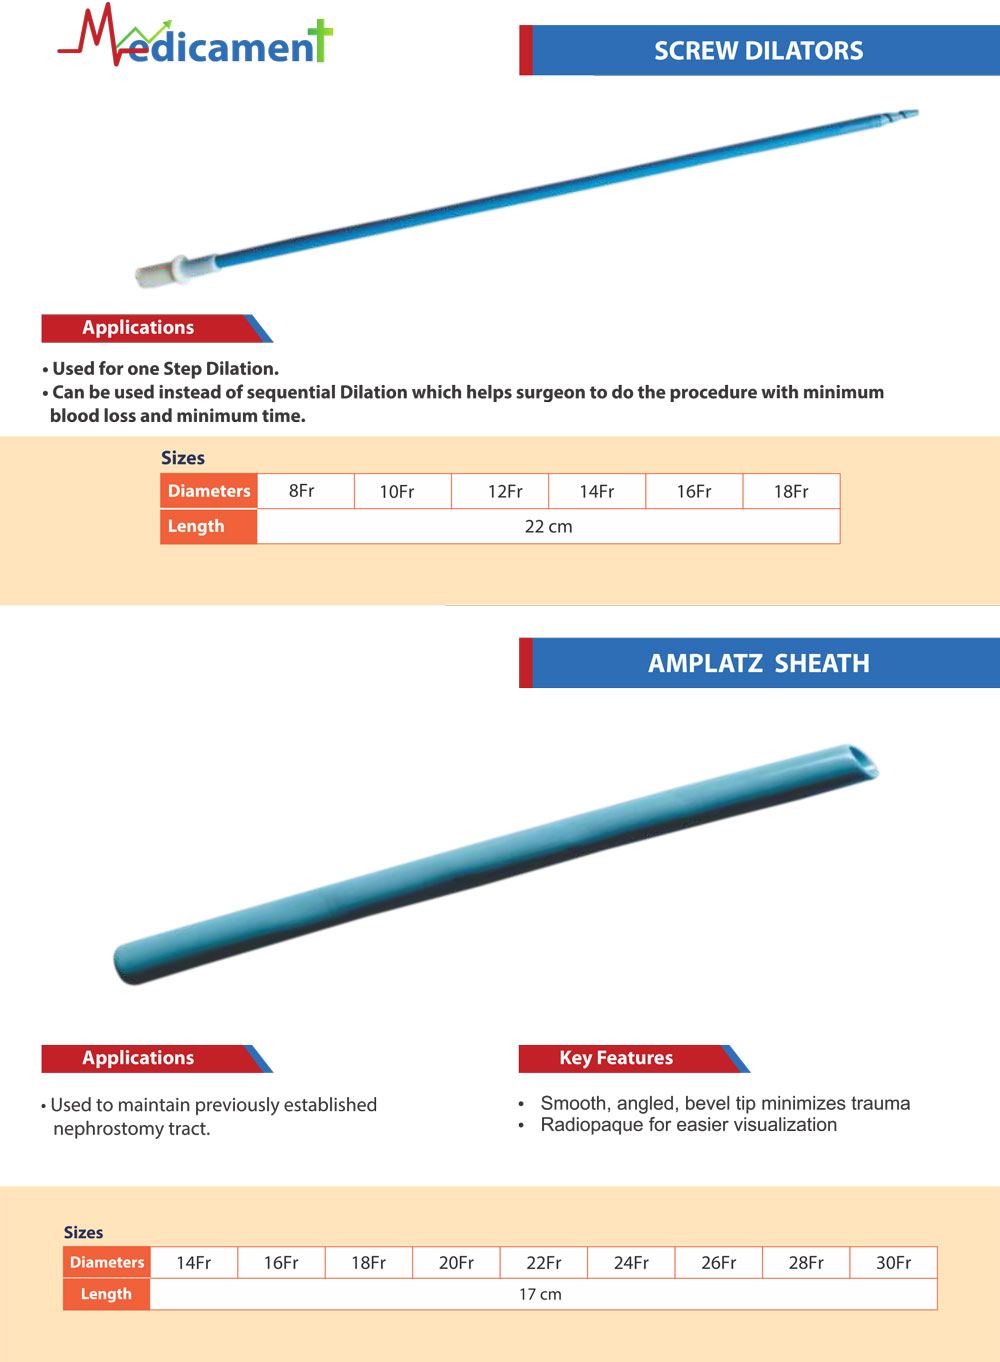 Medicament
SCREW DILATORS
Applications
• Used for one Step Dilation.
• Can be used instead of sequential Dilation which helps surgeon to do the procedure with minimum
blood loss and minimum time.
Sizes
Diameters 8Fr 10Fr 12Fr 14Fr 16Fr 18Fr
Length 22 cm
AMPLATZ SHEATH
Applications
• Used to maintain previously established
nephrostomy tract.
Key Features
• Smooth, angled, bevel tip minimizes trauma
• Radiopaque for easier visualization
Sizes
Diameters 14Fr 16Fr 18Fr 20Fr 22Fr 24Fr 26Fr 28Fr 30Fr
Length 17 cm